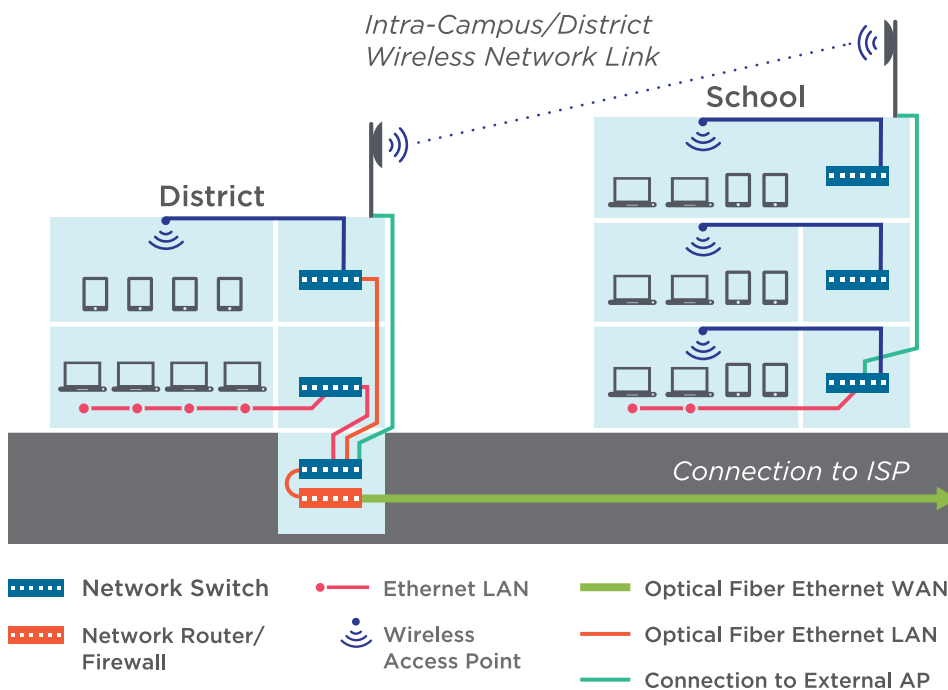 Intra-Campus/District
Wireless Network Link
School
District
Connection to ISP
Network Switch
Network Router/
Firewall
Ethernet LAN
Wireless
Access Point
Optical Fiber Ethernet WAN
Optical Fiber Ethernet LAN
Connection to External AP